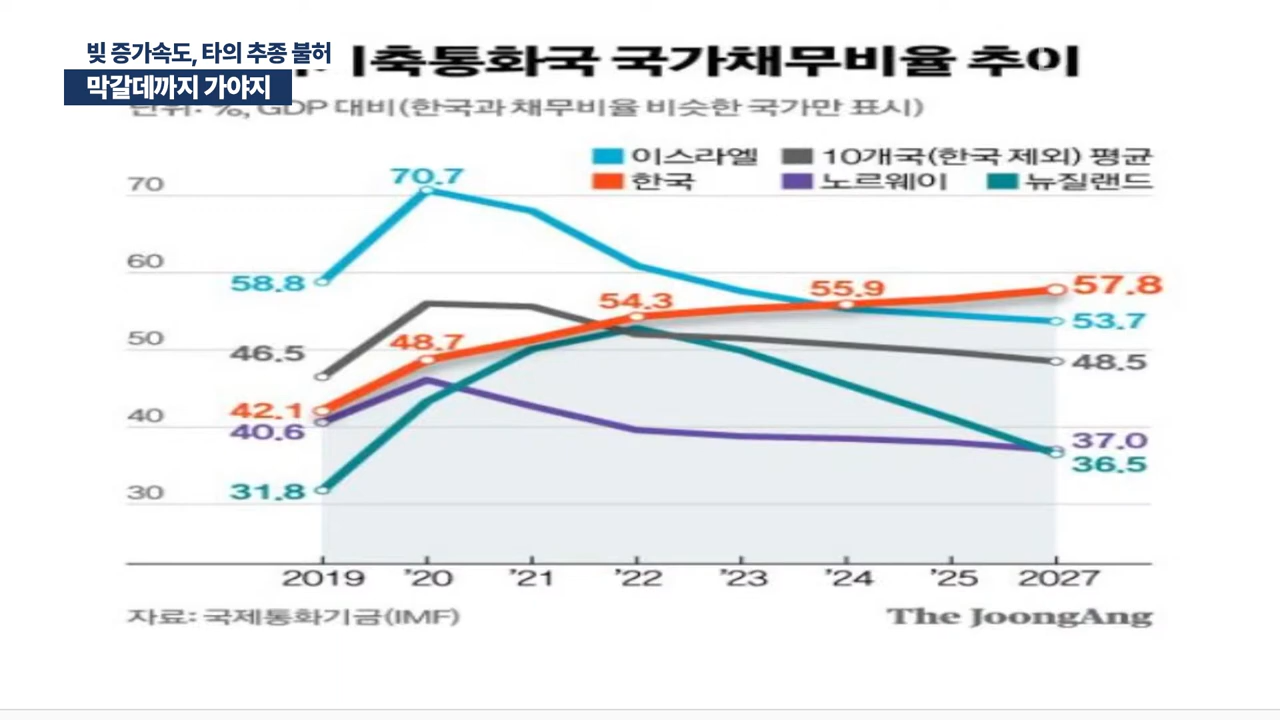 빚 증가속도, 타의 추종 불허
막갈데까지 가야지
축통화국 국가채무비율 추이
단위: %, GDP 대비(한국과 채무비율 비슷한 국가만 표시)
이스라엘 10개국(한국 제외) 평균
한국 노르웨이 뉴질랜드
70
60
50
40
30
70.7
58.8
46.5
42.1
40.6
31.8
48.7
54.3
55.9
57.8
53.7
48.5
37.0
36.5
2019 '20 '21 '22 '23 '24 '25 2027
자료: 국제통화기금(IMF)
The JoongAng